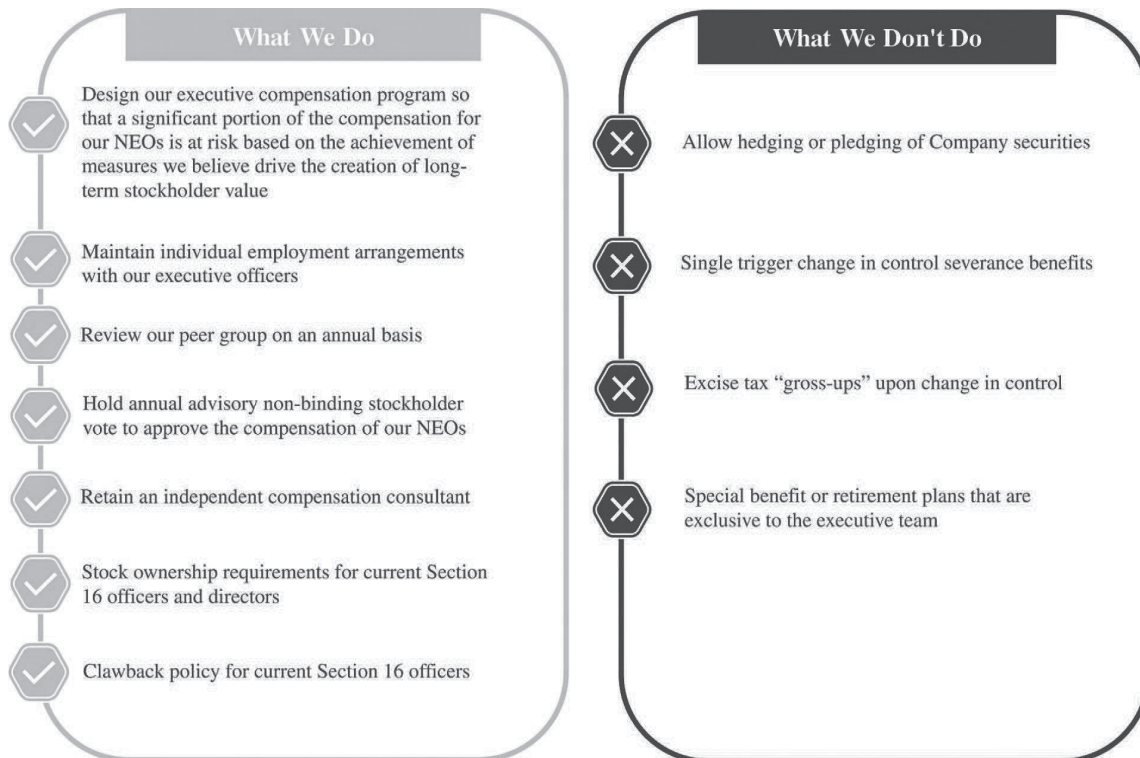 What We Do
Design our executive compensation program so
that a significant portion of the compensation for
our NEOs is at risk based on the achievement of
measures we believe drive the creation of long-
term stockholder value
Maintain individual employment arrangements
with our executive officers
Review our peer group on an annual basis
Hold annual advisory non-binding stockholder
vote to approve the compensation of our NEOs
Retain an independent compensation consultant
Stock ownership requirements for current Section
16 officers and directors
Clawback policy for current Section 16 officers
What We Don't Do
Allow hedging or pledging of Company securities
Single trigger change in control severance benefits
Excise tax “gross-ups” upon change in control
Special benefit or retirement plans that are
exclusive to the executive team